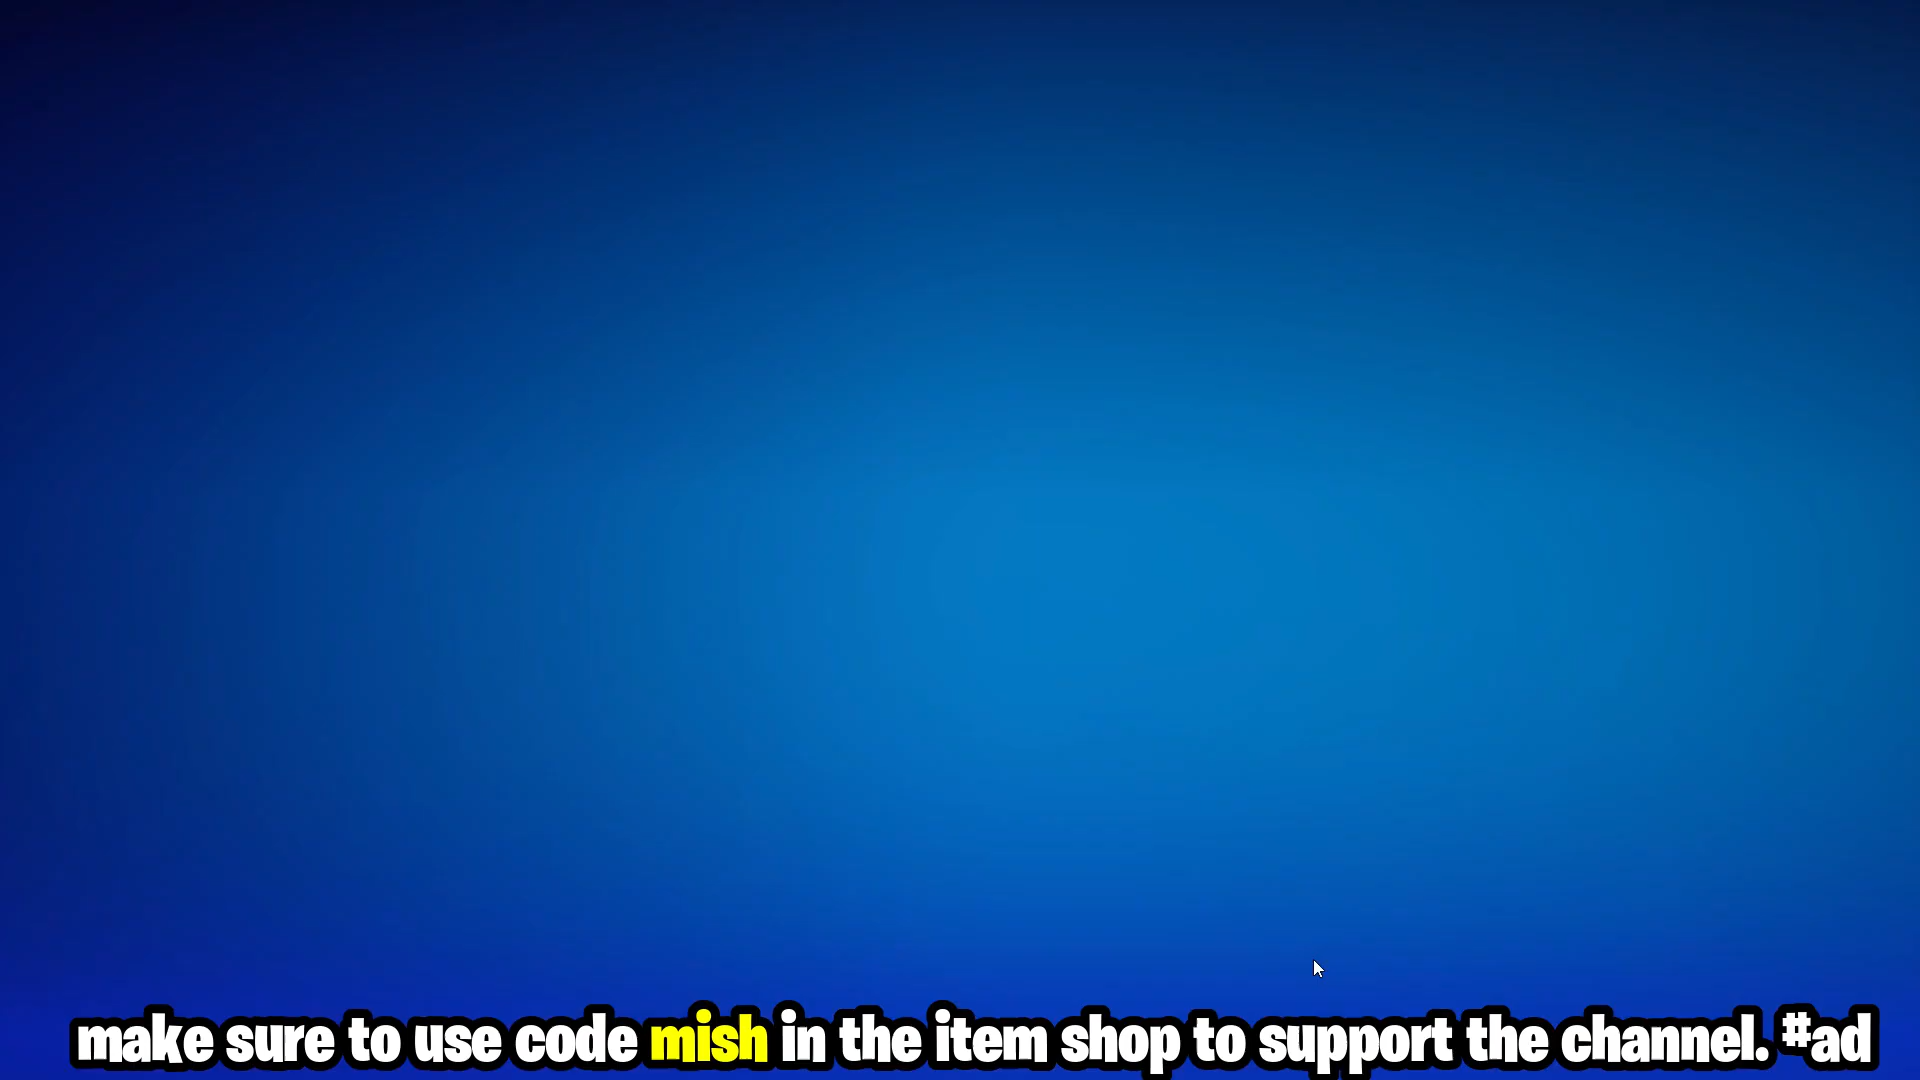 make sure to use code mish in the item shop to support the channel. #ad